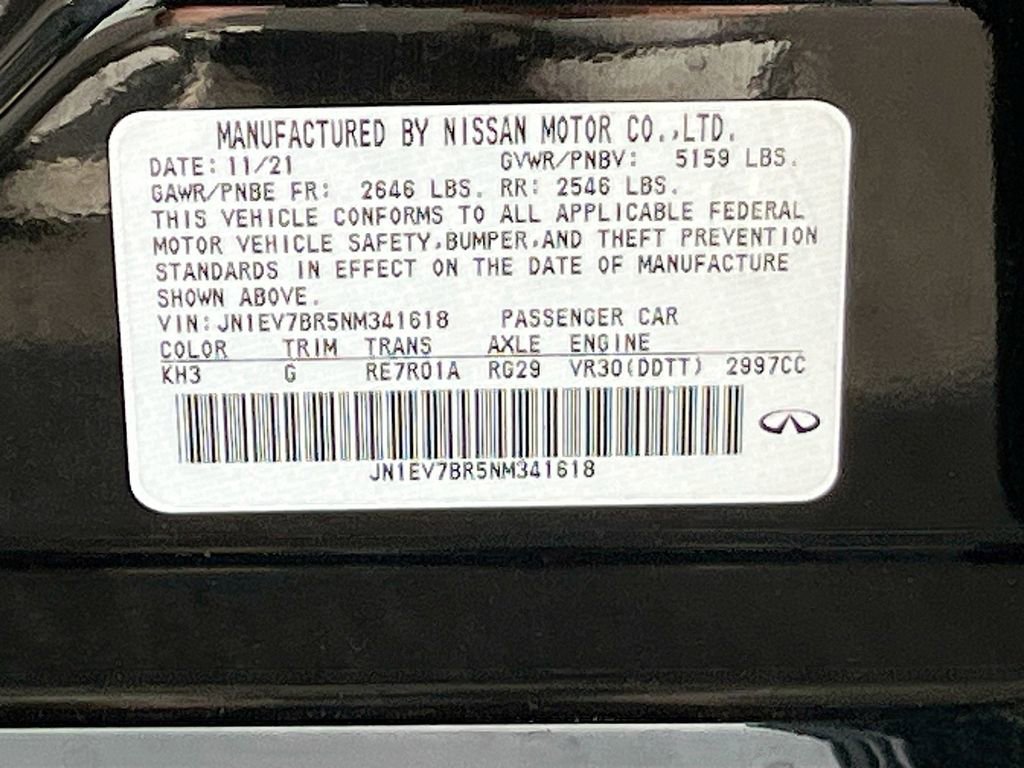 MANUFACTURED BY NISSAN MOTOR CO.,LTD.
DATE: 11/21 GVWR/PNBV: 5159 LBS.
GAWR/PNBE FR: 2646 LBS. RR: 2546 LBS.
THIS VEHICLE CONFORMS TO ALL APPLICABLE FEDERAL
MOTOR VEHICLE SAFETY,BUMPER,AND THEFT PREVENTION
STANDARDS IN EFFECT ON THE DATE OF MANUFACTURE
SHOWN ABOVE.
VIN: JN1EV7BR5NM341618 PASSENGER CAR
COLOR TRIM TRANS AXLE ENGINE
KH3 G RE7R01A RG29 VR30(DDTT) 2997CC
JN1EV7BR5NM341618